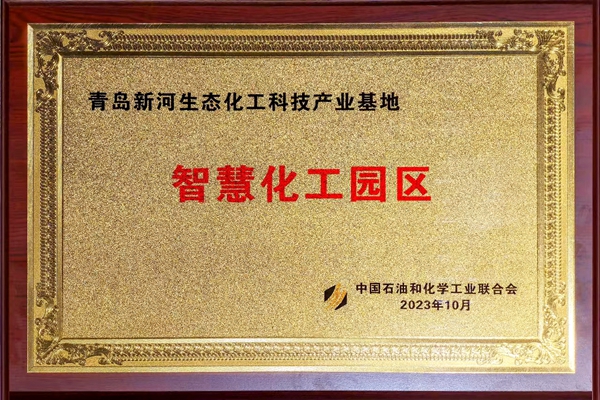 青岛新河生态化工科技产业基地
智慧化工园区
中国石油和化学工业联合会
2023年10月